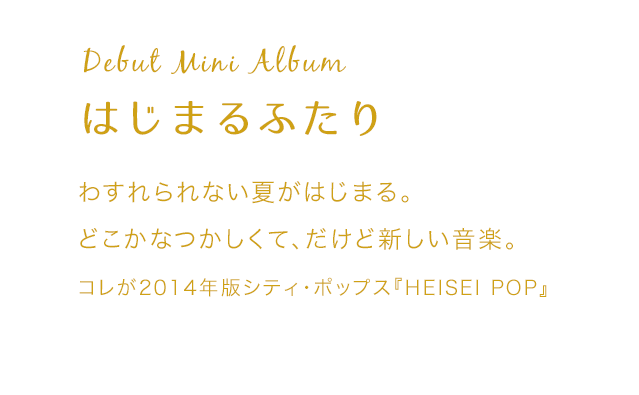 Debut Mini Album
はじまるふたり
わすれられない夏がはじまる。
どこかなつかしくて、だけど新しい音楽。
コレが2014年版シティ・ポップス『HEISEI POP』